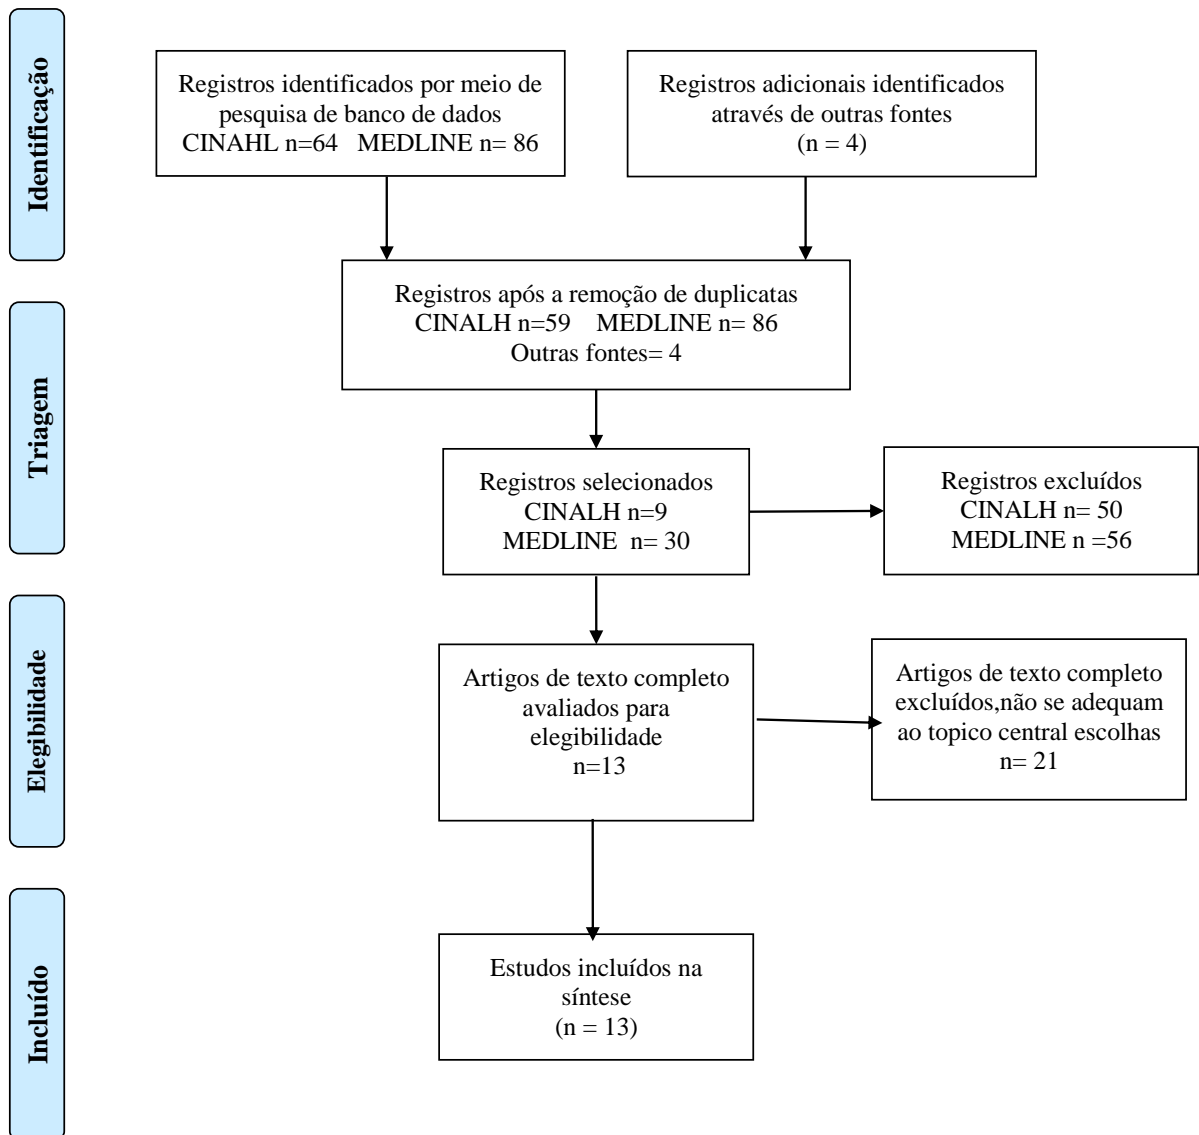 Identificação
Registros identificados por meio de
pesquisa de banco de dados
CINAHL n=64 MEDLINE n= 86
Registros adicionais identificados
através de outras fontes
(n = 4)
Registros após a remoção de duplicatas
CINALH n=59 MEDLINE n= 86
Outras fontes= 4
Triagem
Registros selecionados
CINALH n=9
MEDLINE n= 30
Registros excluídos
CINALH n= 50
MEDLINE n =56
Elegibilidade
Artigos de texto completo
avaliados para
elegibilidade
n=13
Artigos de texto completo
excluídos,não se adequam
ao topico central escolhas
n= 21
Incluído
Estudos incluídos na
síntese
(n = 13)